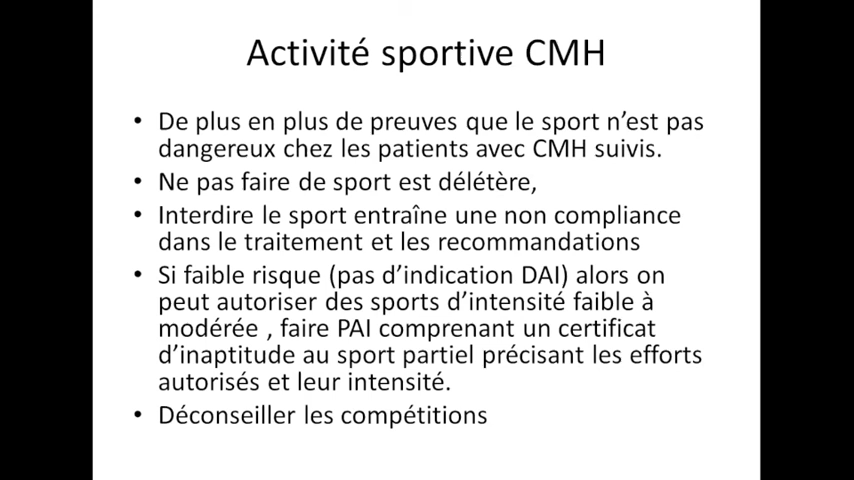 Activité sportive CMH
• De plus en plus de preuves que le sport n'est pas
dangereux chez les patients avec CMH suivis.
• Ne pas faire de sport est délétère,
• Interdire le sport entraîne une non compliance
dans le traitement et les recommandations
• Si faible risque (pas d'indication DAI) alors on
peut autoriser des sports d'intensité faible à
modérée , faire PAI comprenant un certificat
d'inaptitude au sport partiel précisant les efforts
autorisés et leur intensité.
• Déconseiller les compétitions